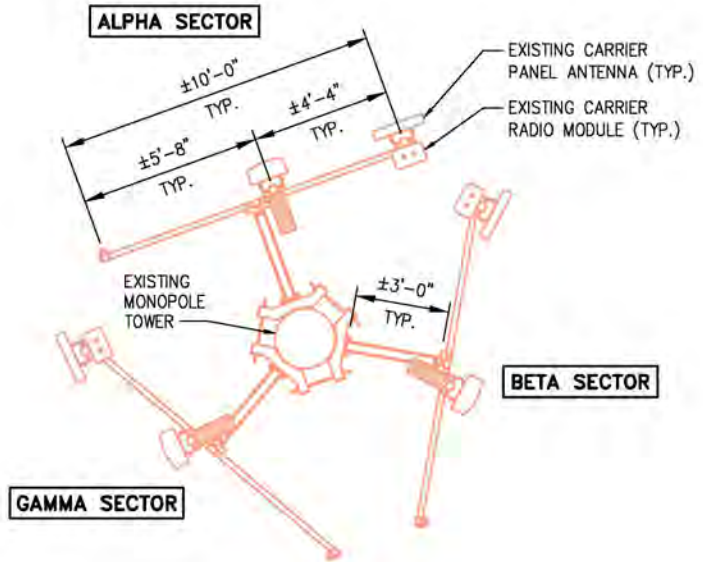 ALPHA SECTOR
±10'-0"
TYP.
±4'-4"
TYP.
±5'-8"
TYP.
EXISTING CARRIER
PANEL ANTENNA (TYP.)
EXISTING CARRIER
RADIO MODULE (TYP.)
EXISTING
MONOPOLE
TOWER
±3'-0"
TYP.
BETA SECTOR
GAMMA SECTOR